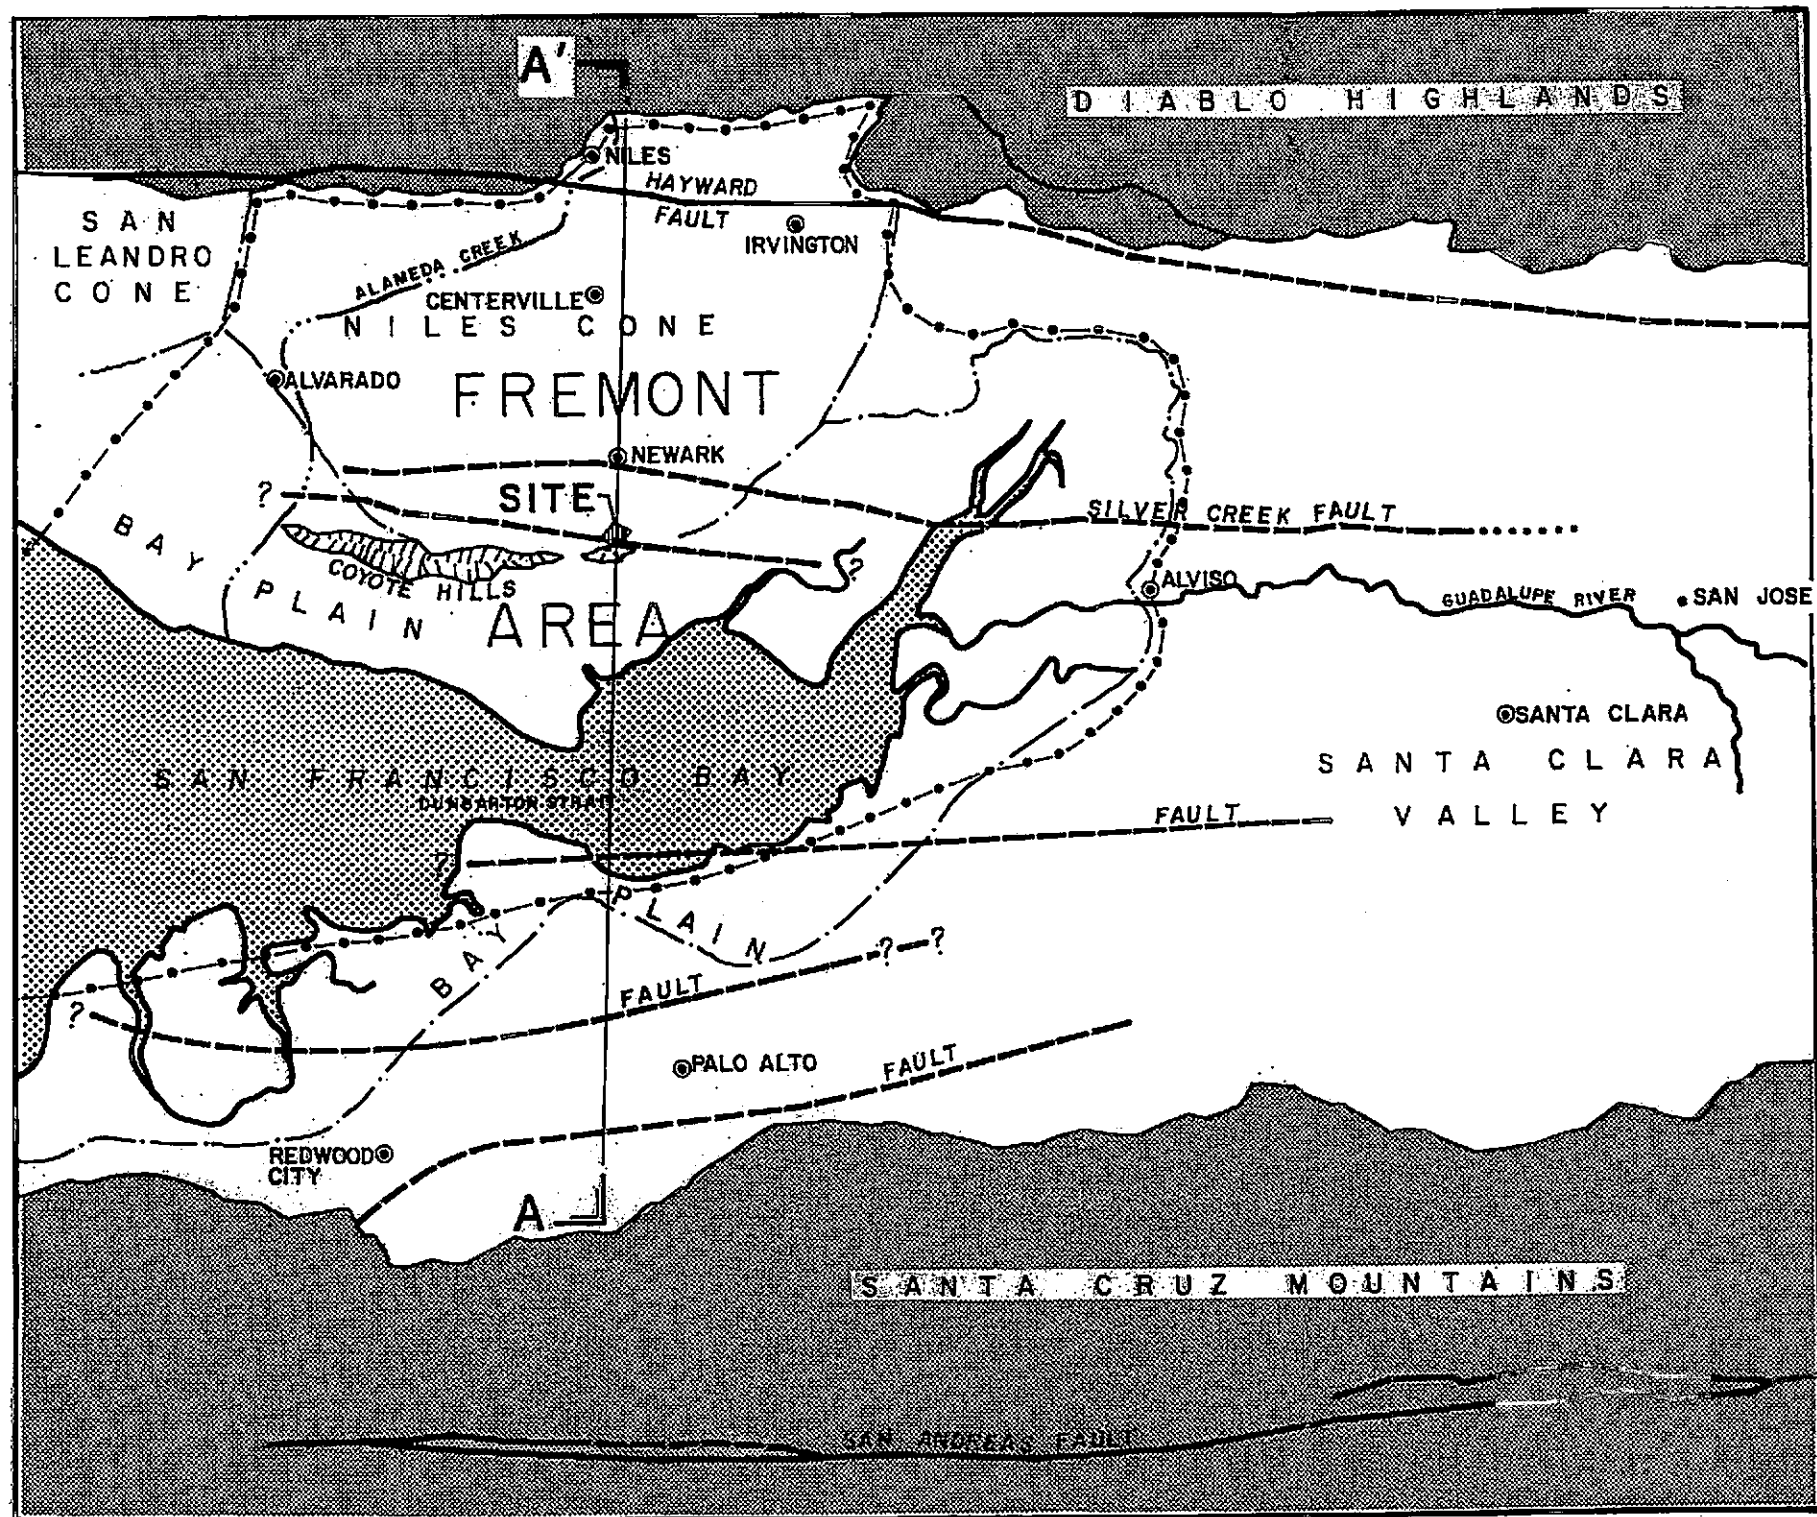 A'
DIABLO HIGHLANDS
NILES
HAYWARD
FAULT
SAN
LEANDRO
CONE
IRVINGTON
ALAMEDA CREEK
CENTERVILLE
NILES CONE
ALVARADO
FREMONT
NEWARK
?
SITE
SILVER CREEK FAULT
BAY PLAIN
COYOTE HILLS
?
ALVISO
GUADALUPE RIVER
SAN JOSE
AREA
SANTA CLARA
SANTA CLARA
VALLEY
SAN FRANCISCO BAY
DUMBARTON STRAIT
FAULT
?
BAY PLAIN
? ?
FAULT
?
PALO ALTO
FAULT
REDWOOD
CITY
A
SANTA CRUZ MOUNTAINS
SAN ANDREAS FAULT